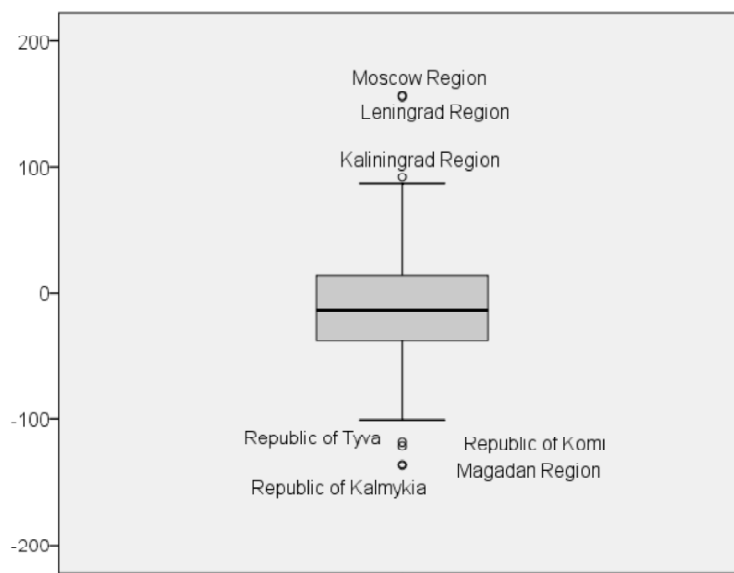 200
Moscow Region
Leningrad Region
Kaliningrad Region
100
0
-100
Republic of Tyva
Republic of Komi
Magadan Region
Republic of Kalmykia
-200